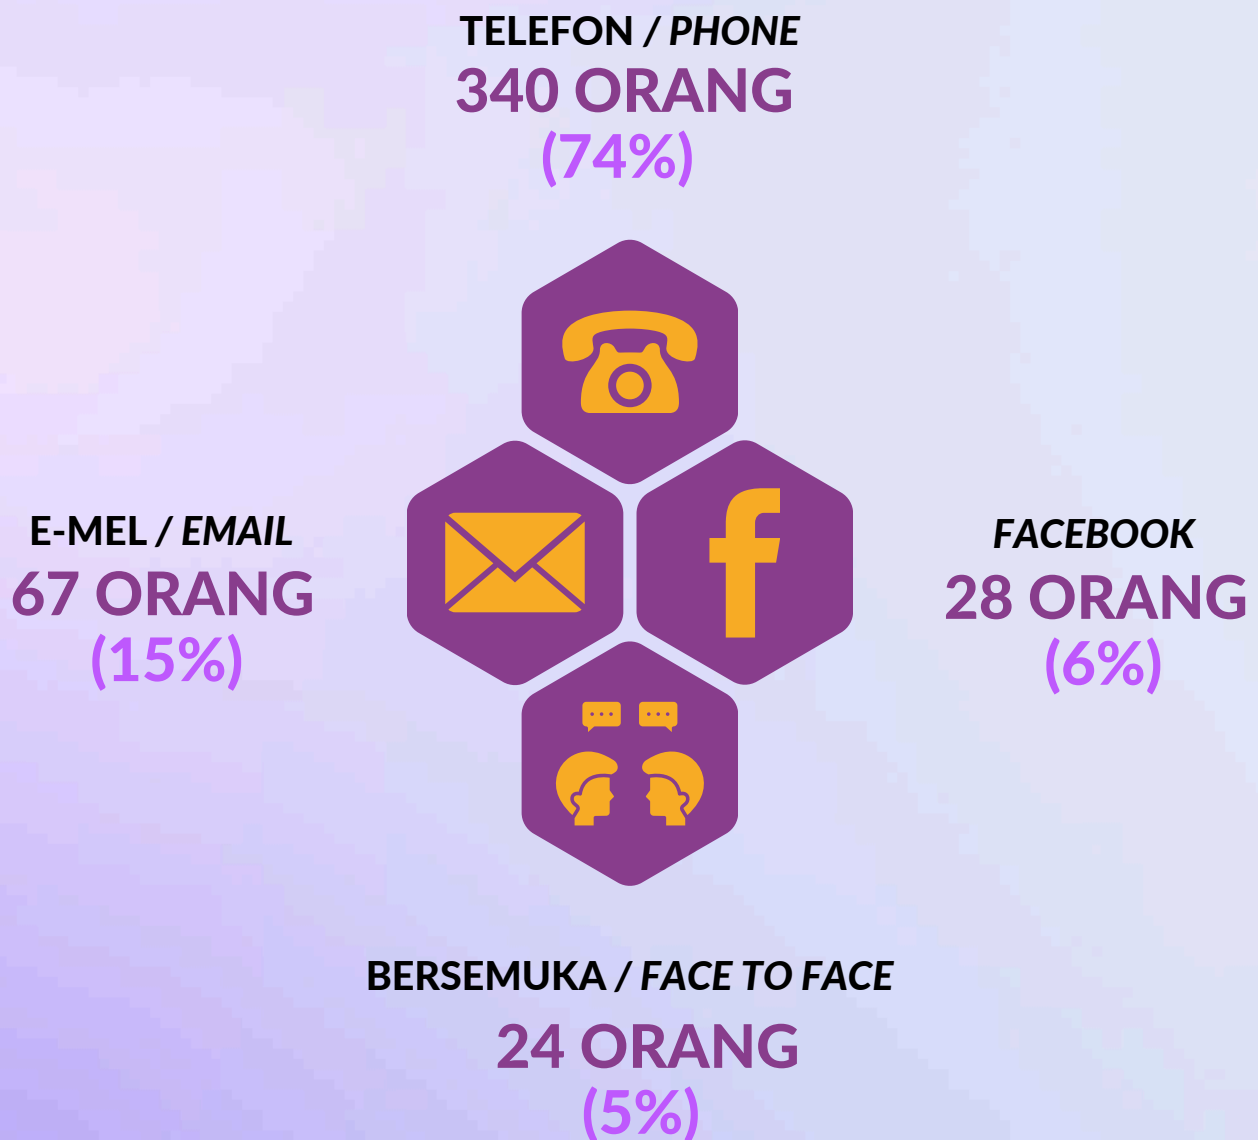 TELEFON / PHONE
340 ORANG
(74%)
E-MEL / EMAIL
67 ORANG
(15%)
FACEBOOK
28 ORANG
(6%)
BERSEMUKA / FACE TO FACE
24 ORANG
(5%)